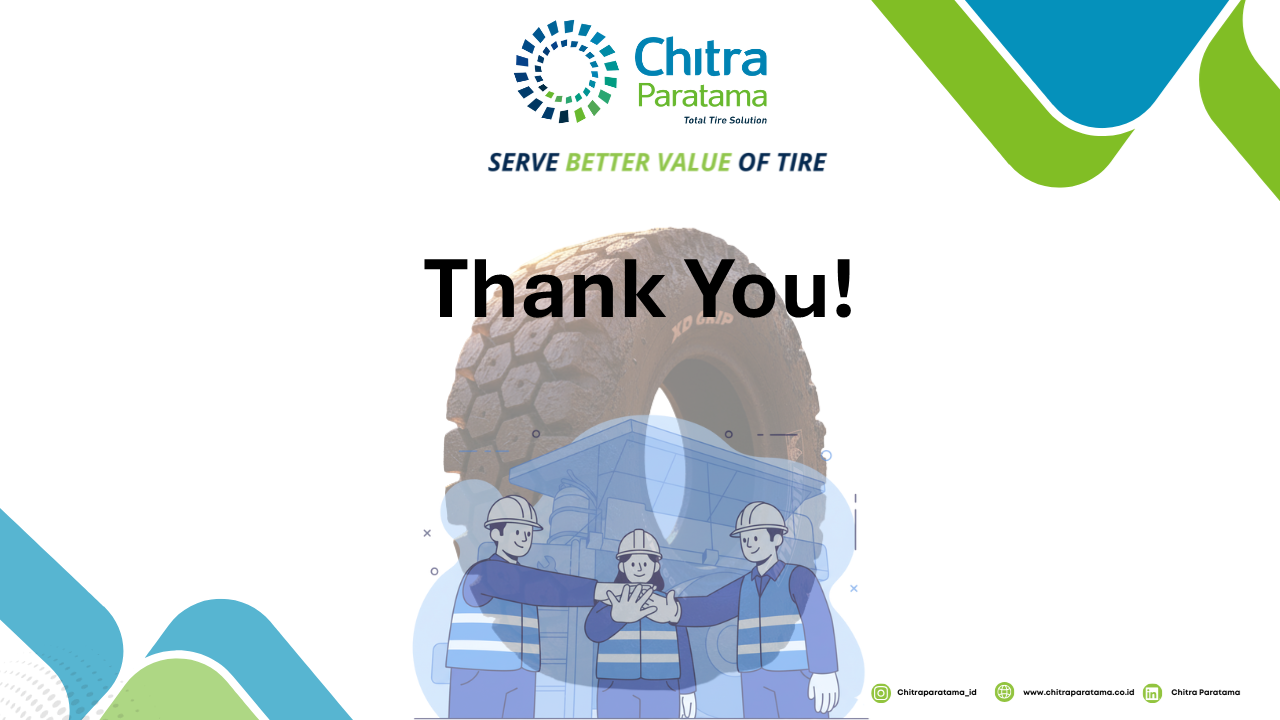 Chitra
Paratama
Total Tire Solution
SERVE BETTER VALUE OF TIRE
Thank You!
XD GRIP
Chitraparatama_id
www.chitraparatama.co.id
Chitra Paratama